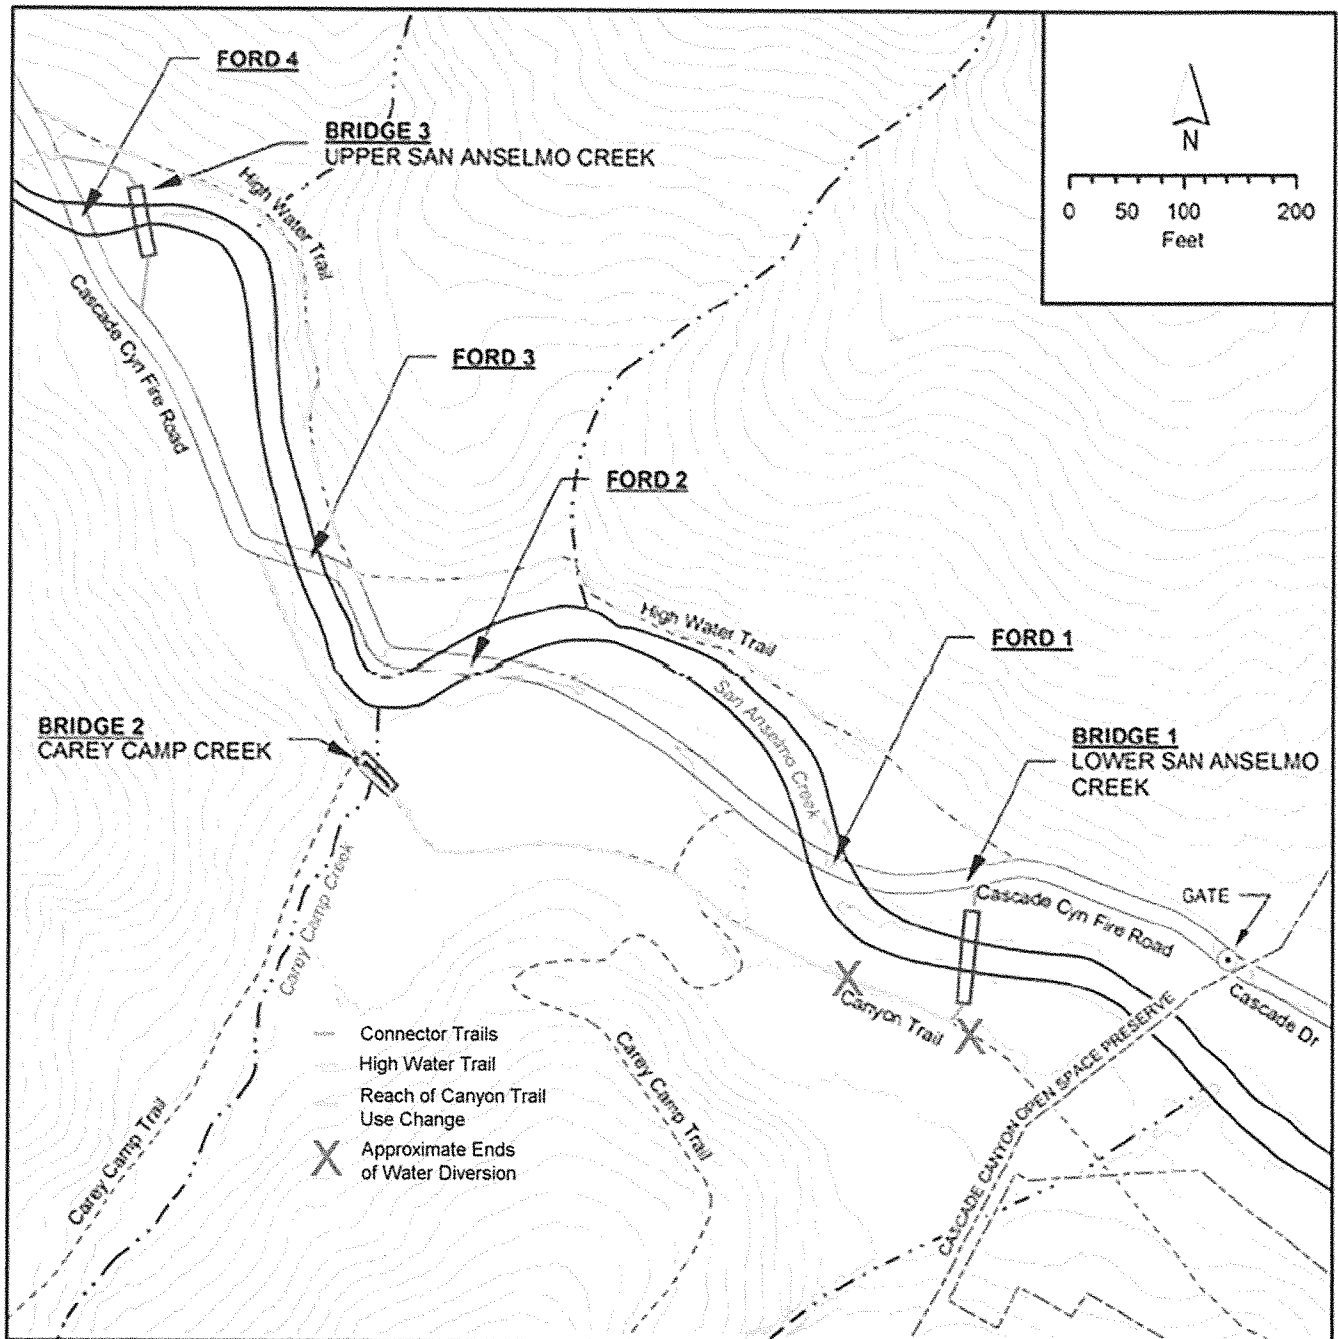 FORD 4
BRIDGE 3
UPPER SAN ANSELMO CREEK
N
0 50 100 200
Feet
High Water Trail
Cascade Cyn Fire Road
FORD 3
FORD 2
High Water Trail
FORD 1
San Anselmo Creek
BRIDGE 2
CAREY CAMP CREEK
BRIDGE 1
LOWER SAN ANSELMO
CREEK
Carey Camp Creek
Cascade Cyn Fire Road
GATE
Cascade Dr
X
Canyon Trail
X
CASCADE CANYON OPEN SPACE PRESERVE
Connector Trails
High Water Trail
Reach of Canyon Trail
Use Change
X Approximate Ends
of Water Diversion
Carey Camp Trail
Carey Camp Trail